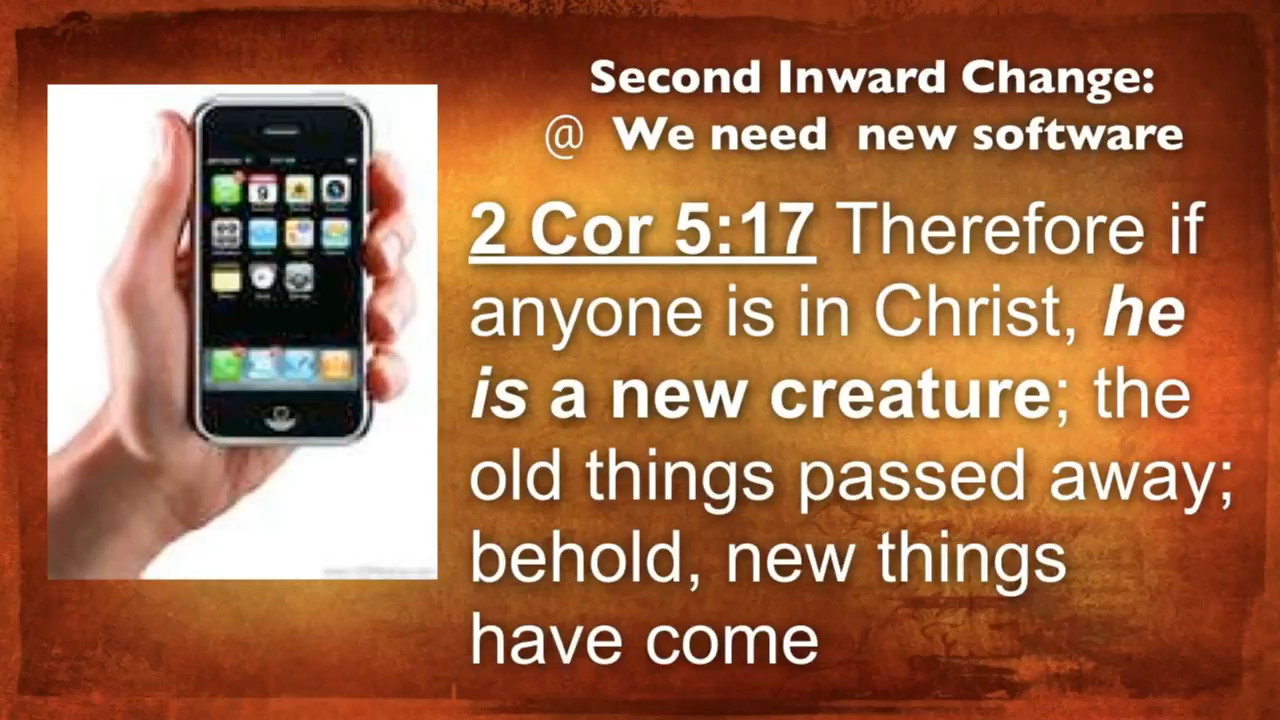 Second Inward Change:
@ We need new software
2 Cor 5:17 Therefore if
anyone is in Christ, he
is a new creature; the
old things passed away;
behold, new things
have come
9